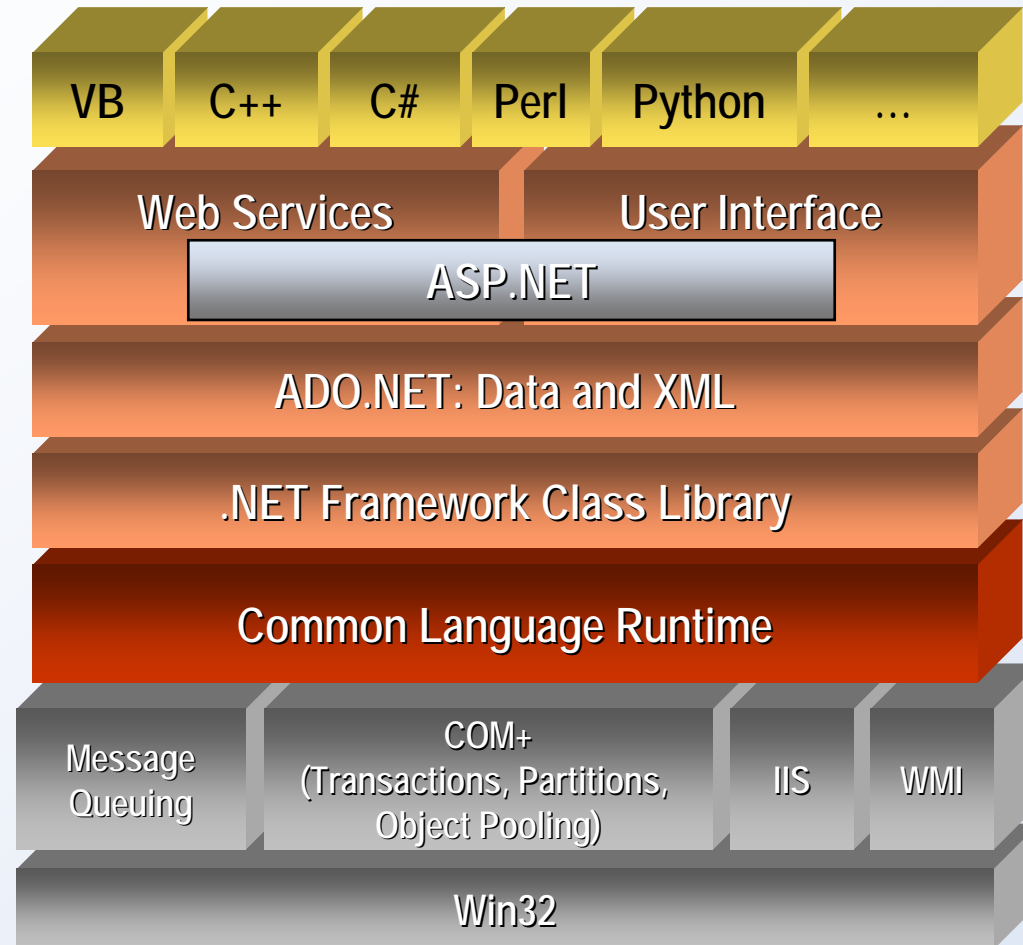 VB
C++
C#
Perl
Python
...
Web Services
User Interface
ASP.NET
ADO.NET: Data and XML
.NET Framework Class Library
Common Language Runtime
Message
Queuing
COM+
(Transactions, Partitions,
Object Pooling)
IIS
WMI
Win32